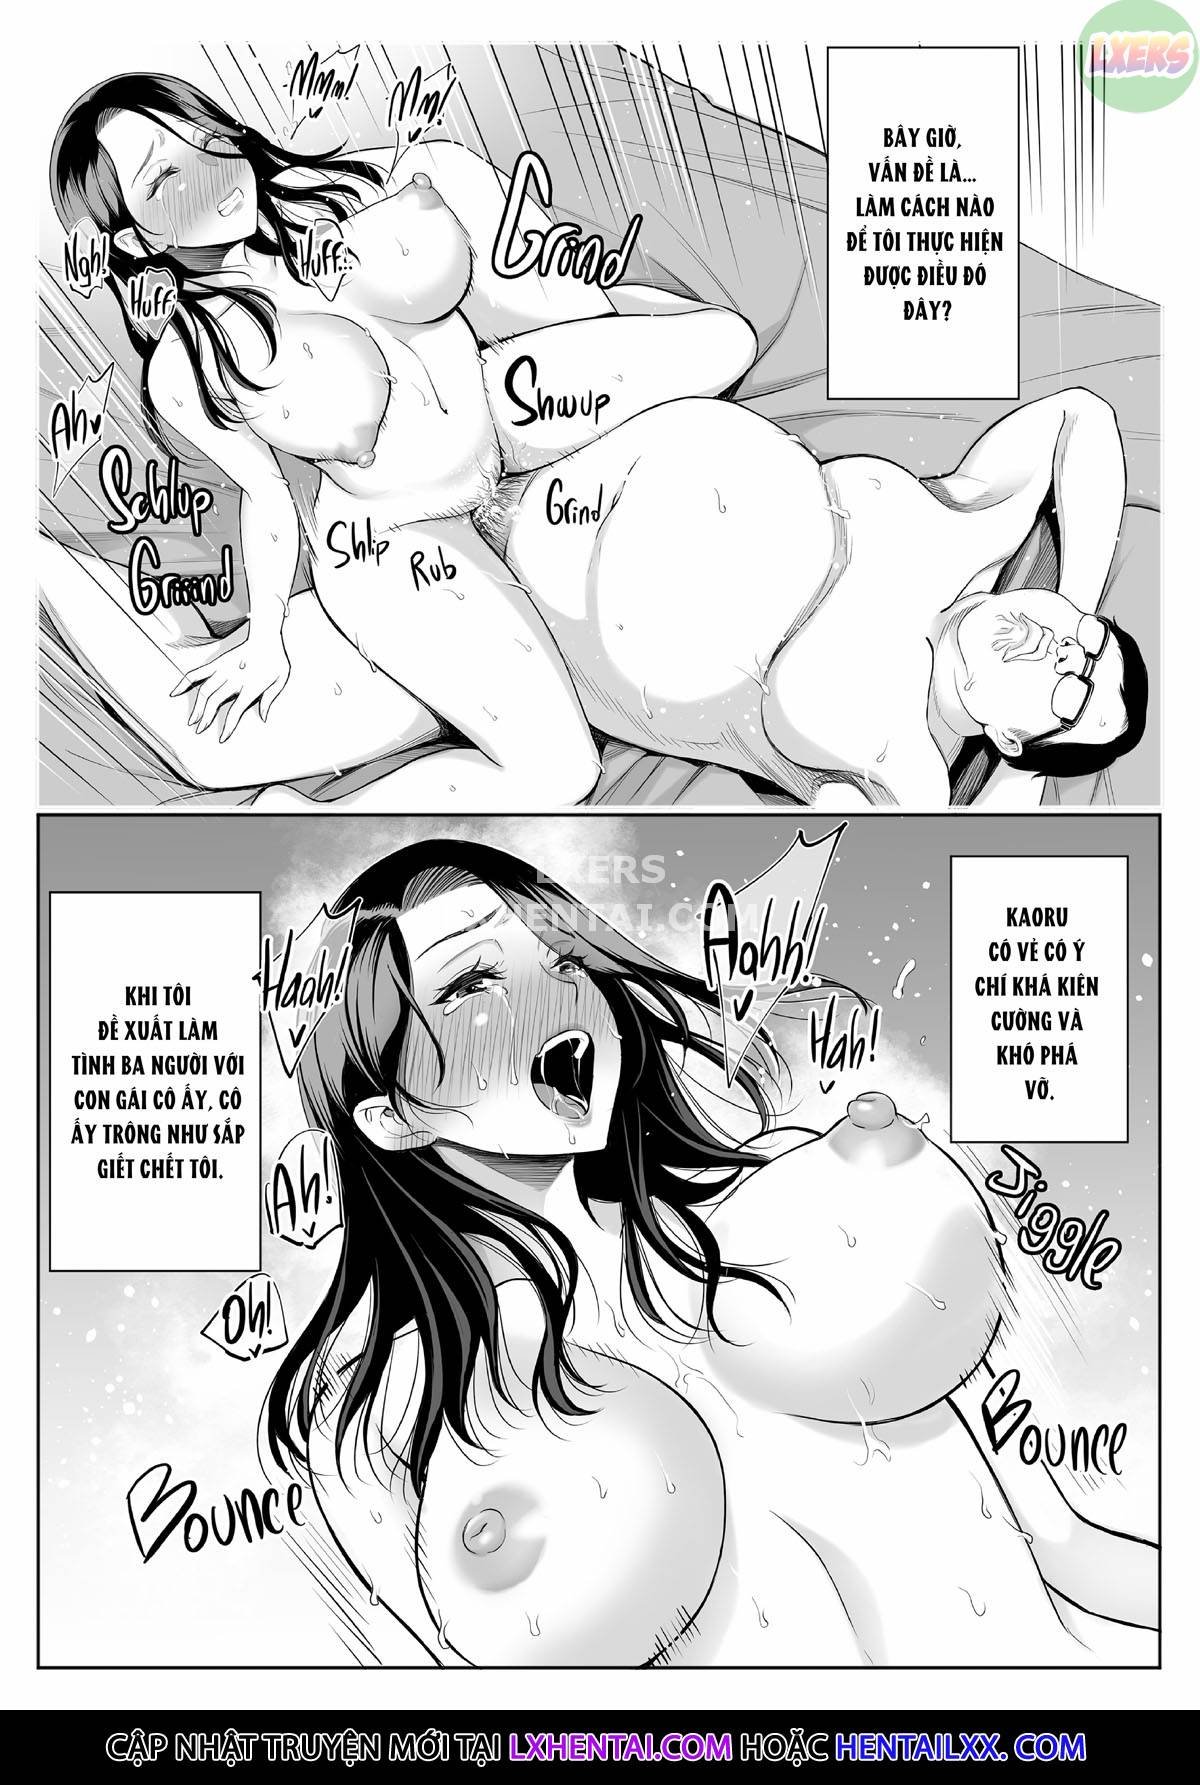 LXERS
BÂY GIỜ,
VẤN ĐỀ LÀ...
LÀM CÁCH NÀO
ĐỂ TÔI THỰC HIỆN
ĐƯỢC ĐIỀU ĐÓ
ĐÂY?
Mmm!
Mm!
Grind
Ngh!
Huff
Huff...
Ah
Shwup
Schlup
Griiind
Shlip
Rub
Grind
KAORU
CÓ VẺ CÓ Ý
CHÍ KHÁ KIÊN
CƯỜNG VÀ
KHÓ PHÁ
VỠ.
KHI TÔI
ĐỀ XUẤT LÀM
TÌNH BA NGƯỜI VỚI
CON GÁI CÔ ẤY, CÔ
ẤY TRÔNG NHƯ SẮP
GIẾT CHẾT TÔI.
LXERS
Aahh!
Haah!
Hah!
Ah!
Oh!
Jiggle
Bounce
Bounce
CẬP NHẬT TRUYỆN MỚI TẠI LXHENTAI.COM HOẶC HENTAILXX. COM